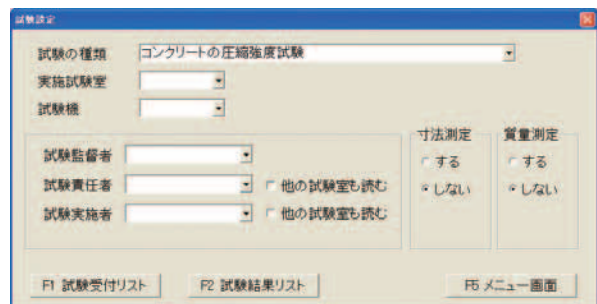 試験設定
試験の種類 コンクリートの圧縮強度試験
実施試験室
試験機
寸法測定 質量測定
試験監督者 する する
試験責任者 他の試験室も読む しない しない
試験実施者 他の試験室も読む
F1 試験受付リスト F2 試験結果リスト F5 メニュー画面